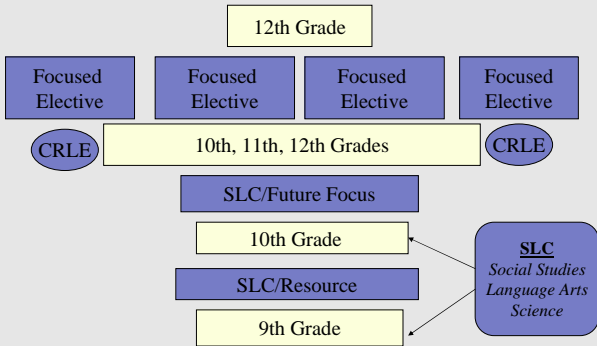 12th Grade
Focused
Elective
Focused
Elective
Focused
Elective
Focused
Elective
CRLE
10th, 11th, 12th Grades
CRLE
SLC/Future Focus
10th Grade
SLC/Resource
9th Grade
SLC
Social Studies
Language Arts
Science